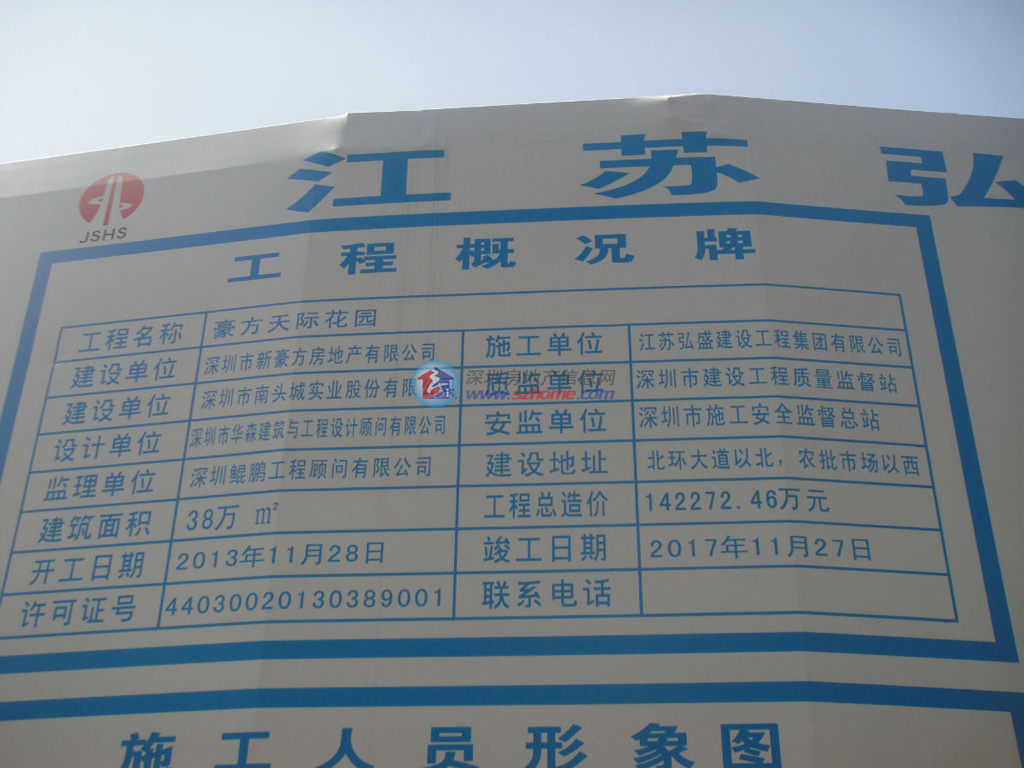 江苏弘
JSHS
工程概况牌
工程名称 豪方天际花园
建设单位 深圳市新豪方房地产有限公司 施工单位 江苏弘盛建设工程集团有限公司
建设单位 深圳市南头城实业股份有限 质监单位 深圳市建设工程质量监督站
深圳房地产信息网
www.szhome.com
设计单位 深圳市华森建筑与工程设计顾问有限公司 安监单位 深圳市施工安全监督总站
监理单位 深圳鲲鹏工程顾问有限公司 建设地址 北环大道以北，农批市场以西
建筑面积 38万 ㎡ 工程总造价 142272.46万元
开工日期 2013年11月28日 竣工日期 2017年11月27日
许可证号 44030020130389001 联系电话
施工人员形象图